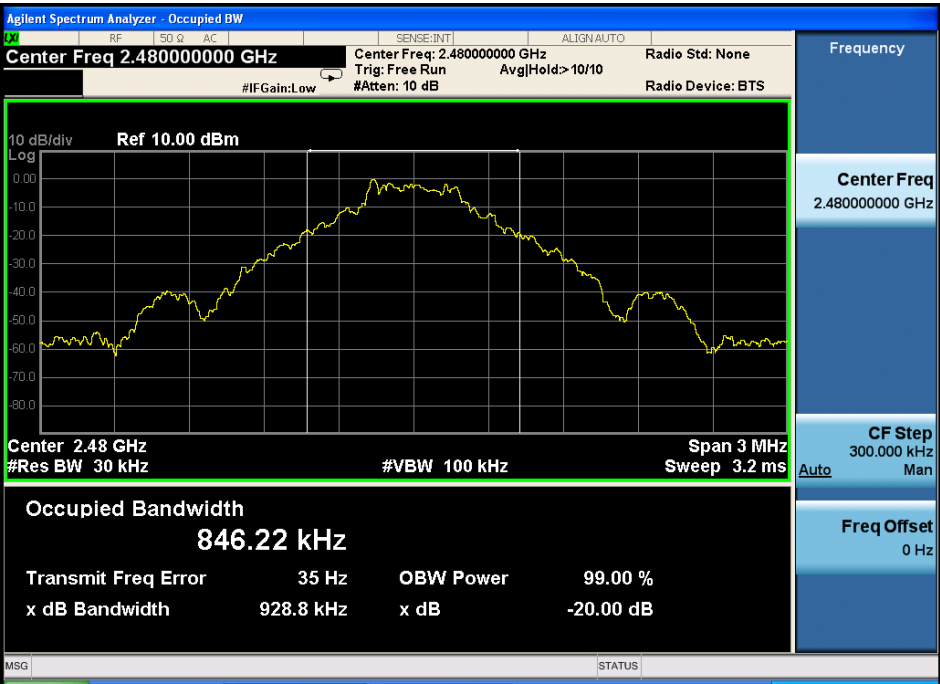 Agilent Spectrum Analyzer - Occupied BW
LXI RF 50 Ω AC SENSE:INT ALIGN AUTO
Center Freq 2.480000000 GHz
Center Freq: 2.480000000 GHz Radio Std: None
Trig: Free Run Avg|Hold:>10/10
#IFGain:Low #Atten: 10 dB Radio Device: BTS
10 dB/div Ref 10.00 dBm
Log
0.00
-10.0
-20.0
-30.0
-40.0
-50.0
-60.0
-70.0
-80.0
Center 2.48 GHz Span 3 MHz
#Res BW 30 kHz #VBW 100 kHz Sweep 3.2 ms
Occupied Bandwidth
846.22 kHz
Transmit Freq Error 35 Hz OBW Power 99.00 %
x dB Bandwidth 928.8 kHz x dB -20.00 dB
MSG STATUS
Frequency
Center Freq
2.480000000 GHz
CF Step
300.000 kHz
Auto Man
Freq Offset
0 Hz